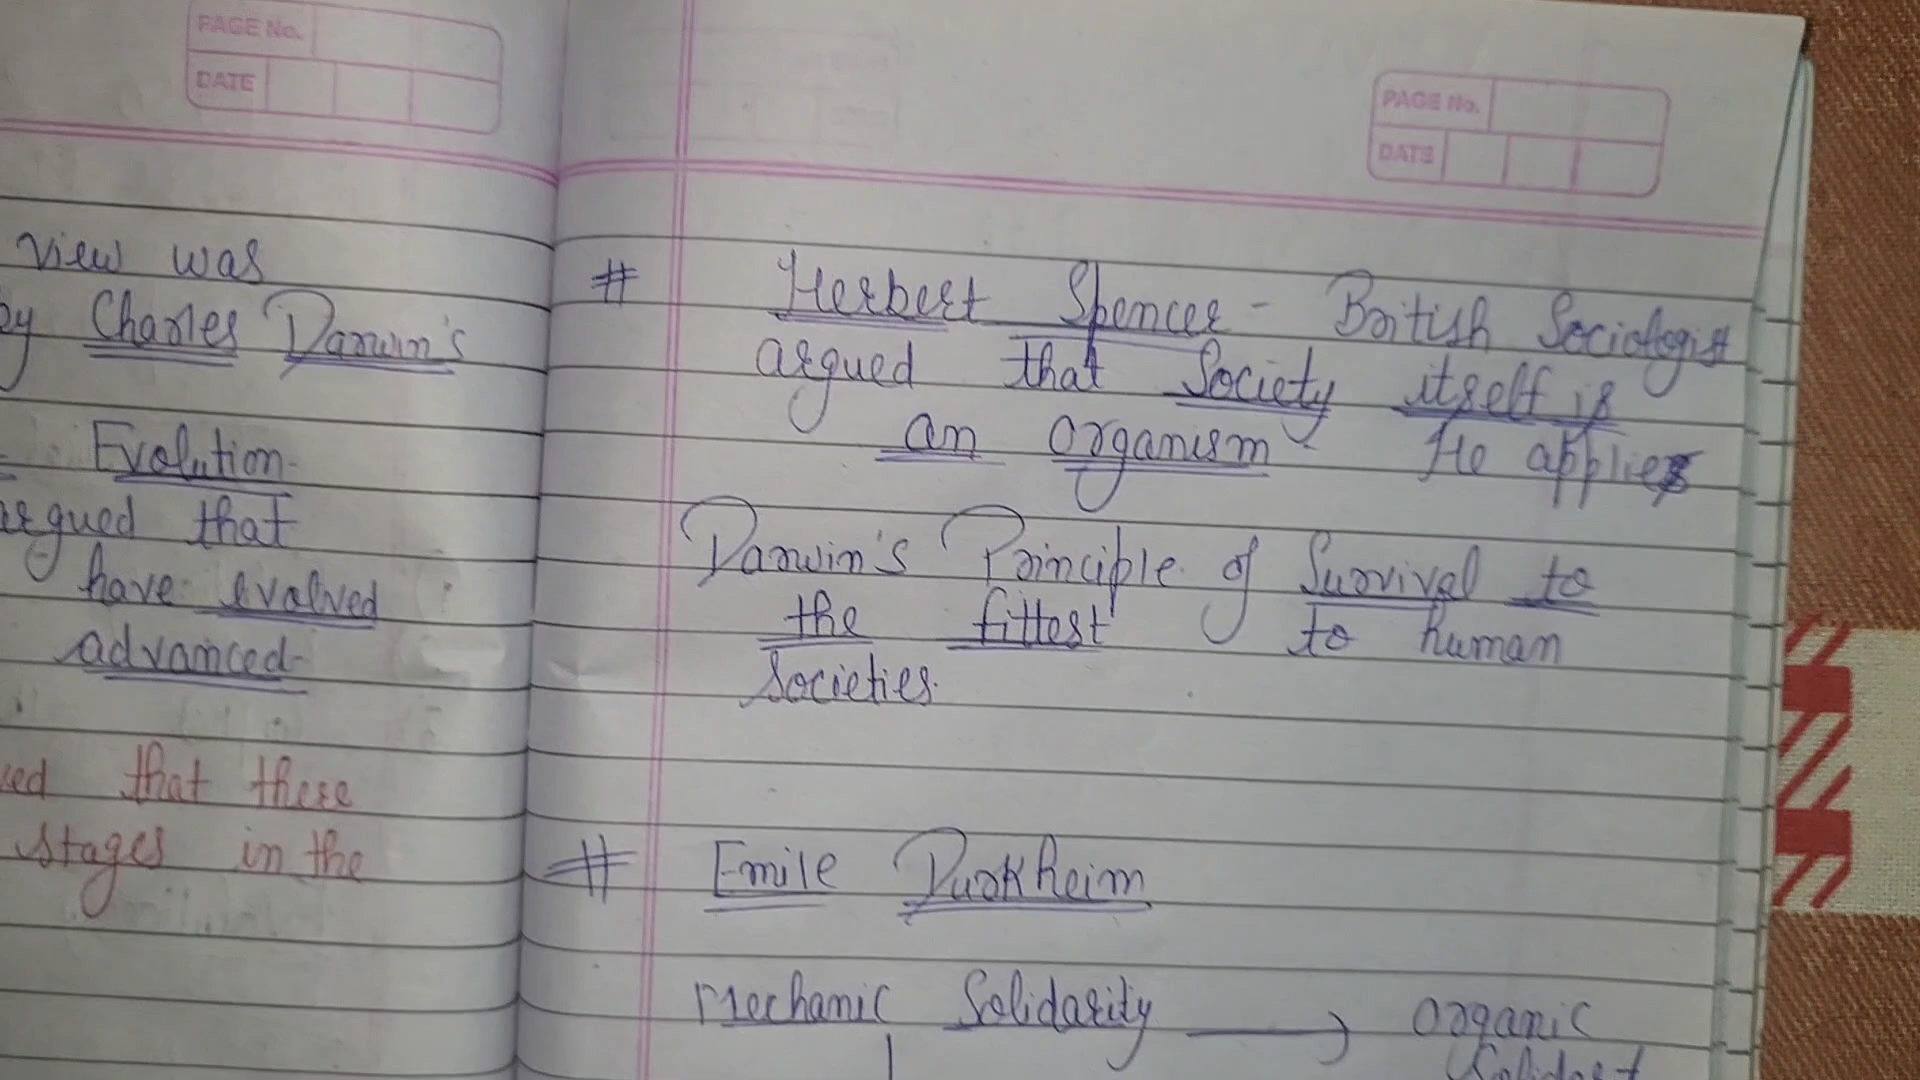 PAGE No.
DATE
view was
by Charles Darwin's
Evolution
argued that
have evolved
advanced
that these
stages in the
PAGE No.
DATE
# Herbert Spencer - British Sociologist
argued that Society itself is
an organism He applies
Darwin's Principle of Survival to
the fittest to human
Societies.
# Emile Durkheim
Mechanic Solidarity → Organic